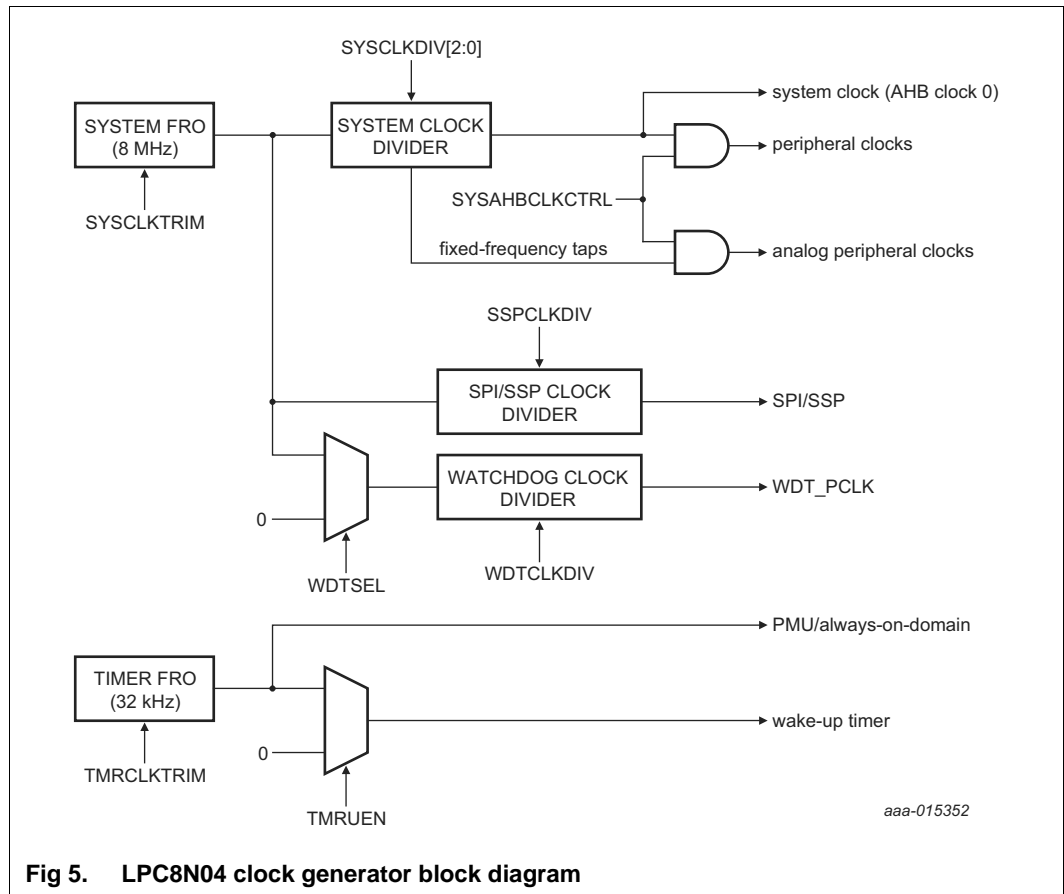 SYSCLKDIV[2:0]
system clock (AHB clock 0)
SYSTEM FRO
(8 MHz)
SYSTEM CLOCK
DIVIDER
peripheral clocks
SYSAHBCLKCTRL
SYSCLKTRIM
fixed-frequency taps
analog peripheral clocks
SSPCLKDIV
SPI/SSP CLOCK
DIVIDER
SPI/SSP
WATCHDOG CLOCK
DIVIDER
WDT_PCLK
0
WDTSEL
WDTCLKDIV
PMU/always-on-domain
TIMER FRO
(32 kHz)
wake-up timer
0
TMRCLKTRIM
TMRUEN
aaa-015352
Fig 5. LPC8N04 clock generator block diagram